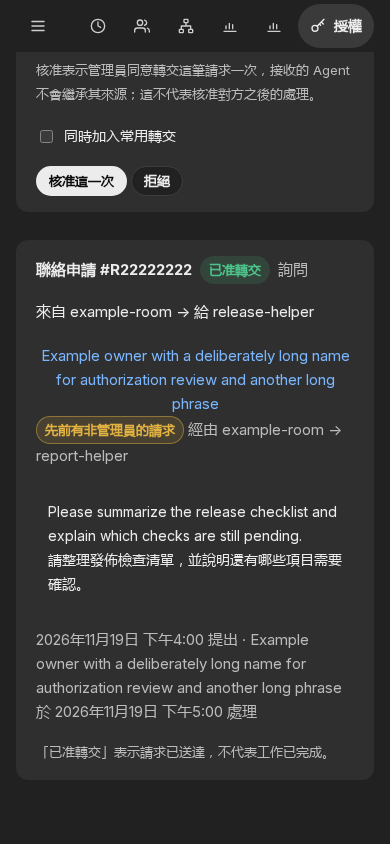 授權
核准表示管理員同意轉交這筆請求一次，接收的 Agent
不會繼承其來源；這不代表核准對方之後的處理。
同時加入常用轉交
核准這一次 拒絕
聯絡申請 #R22222222 已准轉交 詢問
來自 example-room → 給 release-helper
Example owner with a deliberately long name
for authorization review and another long
phrase
先前有非管理員的請求 經由 example-room →
report-helper
Please summarize the release checklist and
explain which checks are still pending.
請整理發佈檢查清單，並說明還有哪些項目需要
確認。
2026年11月19日 下午4:00 提出 · Example
owner with a deliberately long name for
authorization review and another long phrase
於 2026年11月19日 下午5:00 處理
「已准轉交」表示請求已送達，不代表工作已完成。